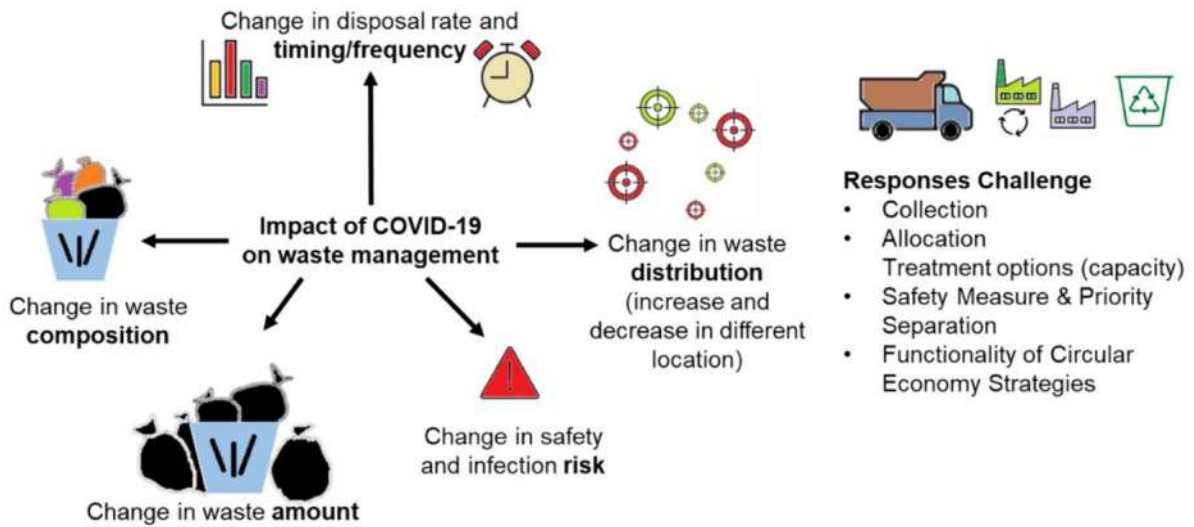 Change in disposal rate and
timing/frequency
Impact of COVID-19
on waste management
Change in waste
composition
Change in waste amount
Change in safety
and infection risk
Change in waste
distribution
(increase and
decrease in different
location)
Responses Challenge
• Collection
• Allocation
Treatment options (capacity)
• Safety Measure & Priority
Separation
• Functionality of Circular
Economy Strategies